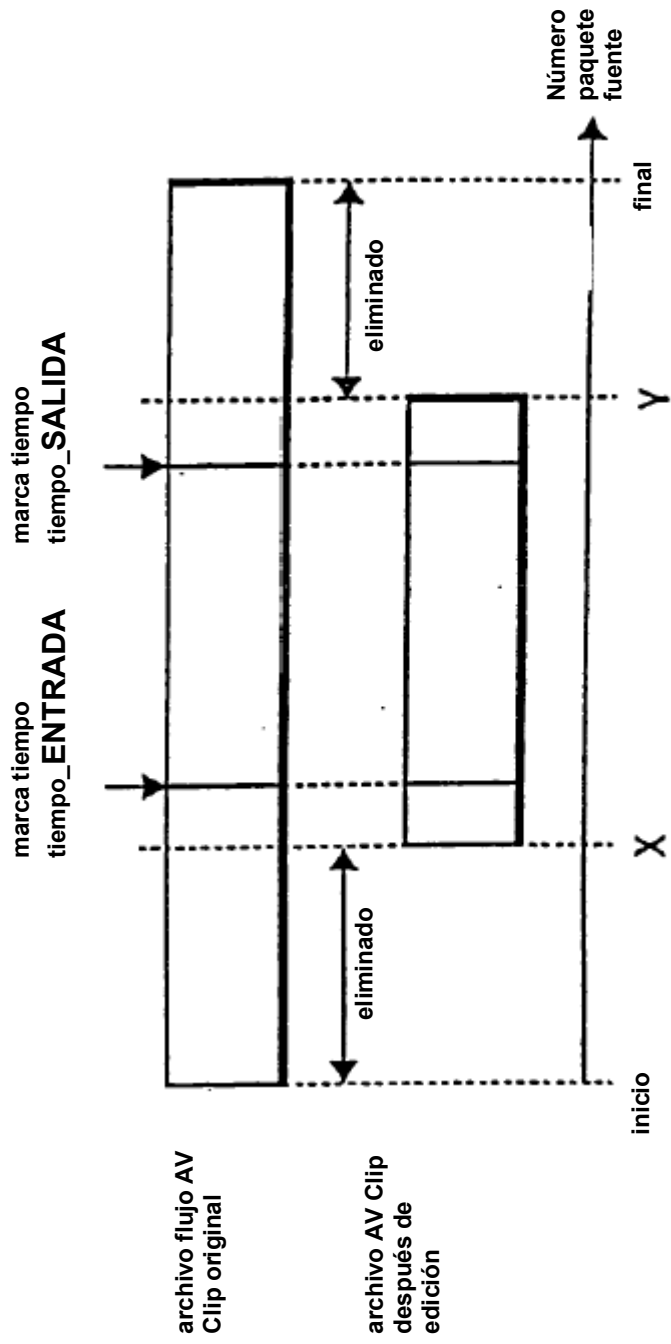 marca tiempo
tiempo_ENTRADA
marca tiempo
tiempo_SALIDA
archivo flujo AV
Clip original
eliminado
eliminado
archivo AV Clip
después de
edición
Número
paquete
fuente
inicio
X
Y
final